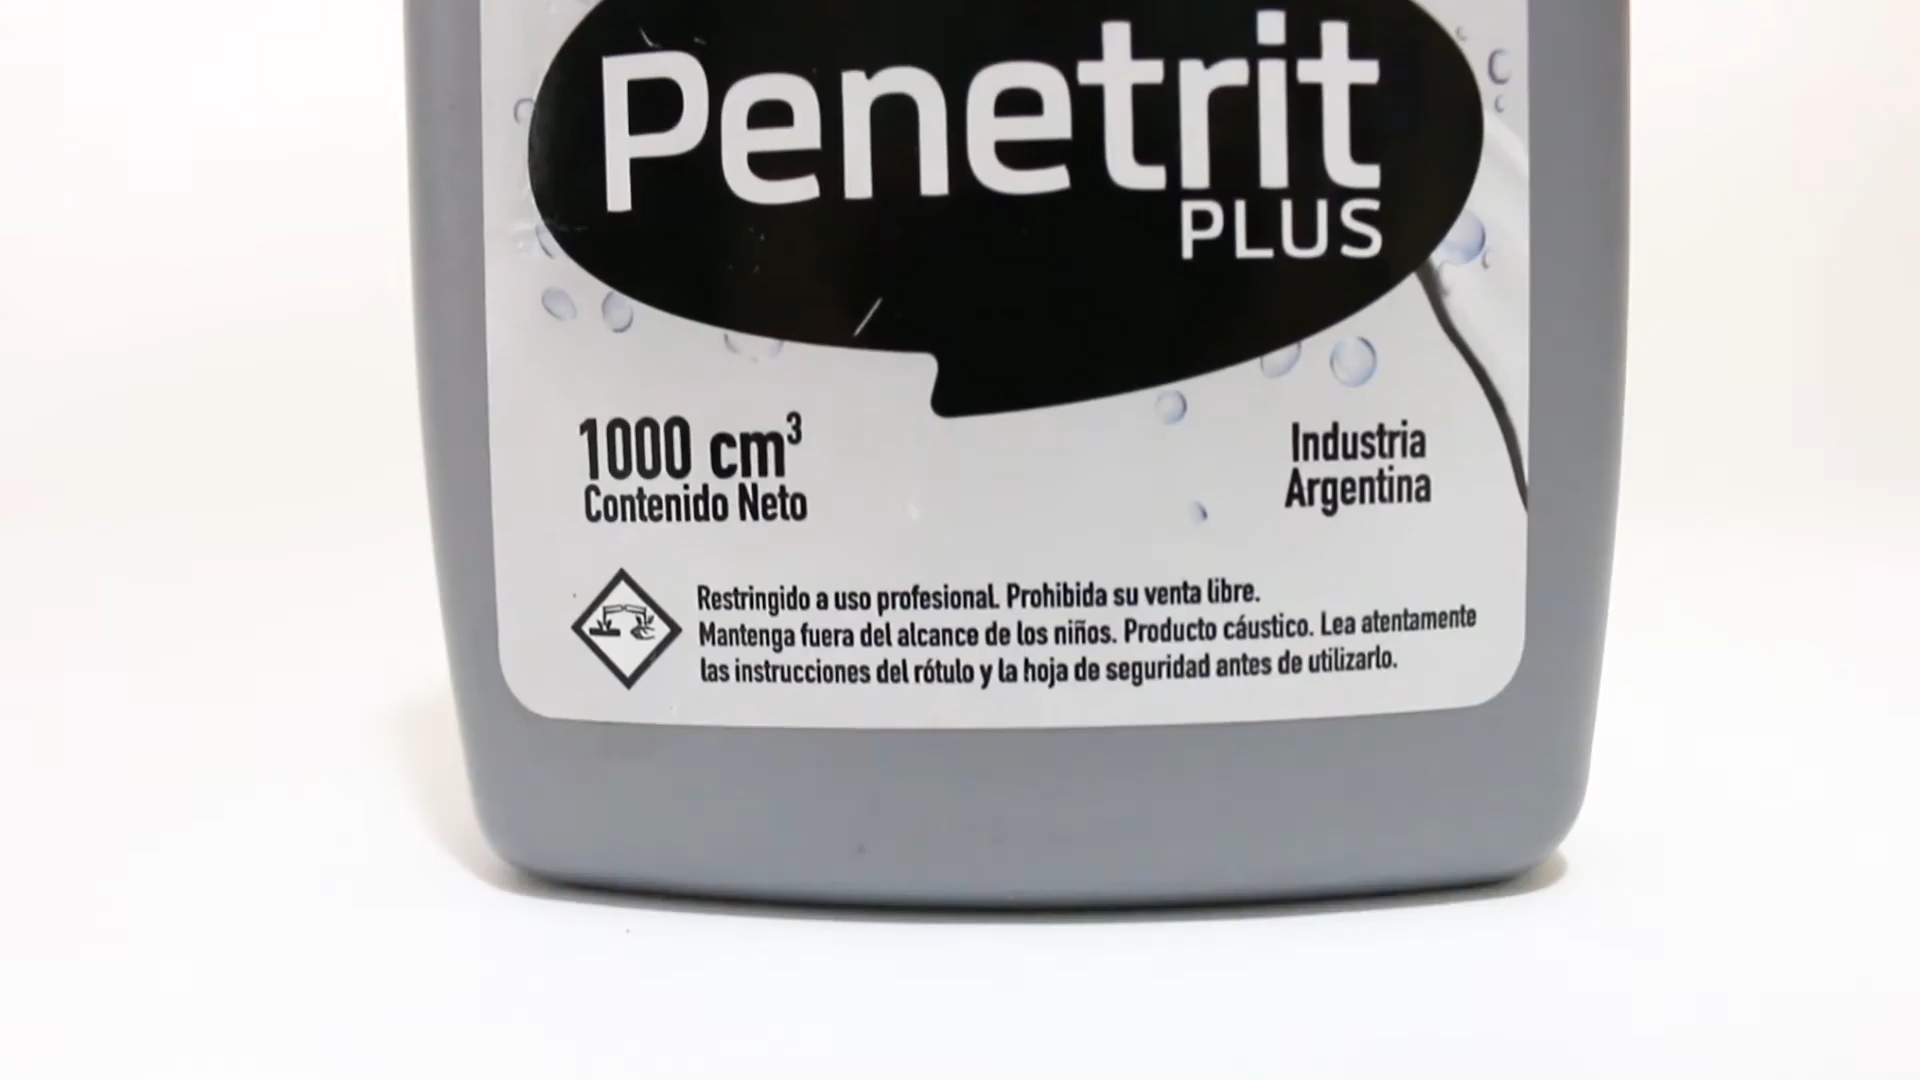 Penetrit
PLUS
1000 cm³
Contenido Neto
Industria
Argentina
Restringido a uso profesional. Prohibida su venta libre.
Mantenga fuera del alcance de los niños. Producto cáustico. Lea atentamente
las instrucciones del rótulo y la hoja de seguridad antes de utilizarlo.